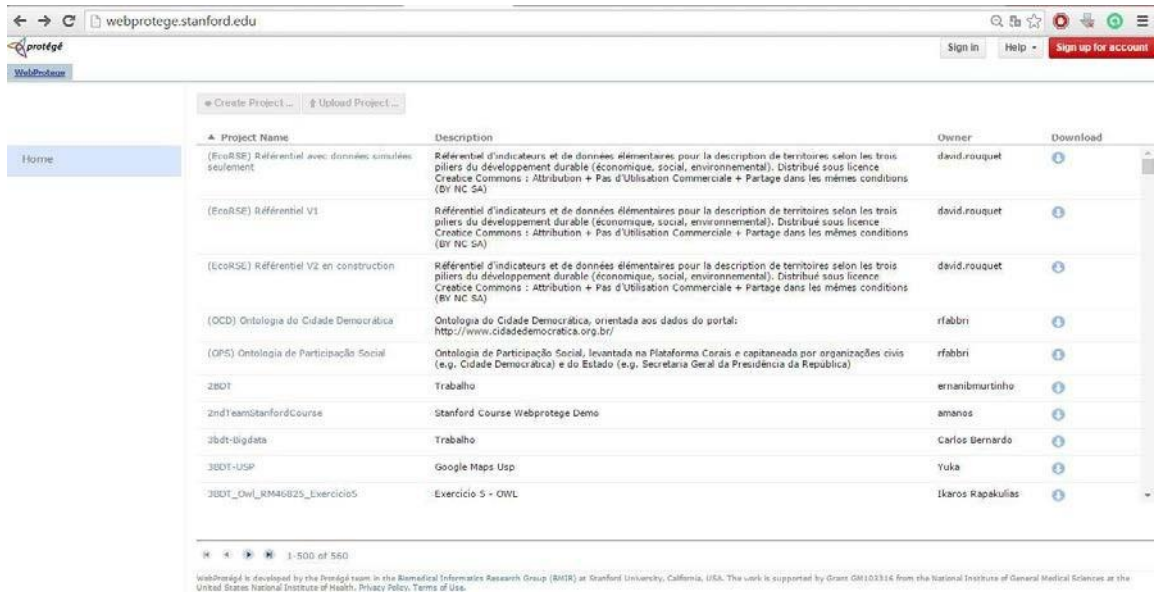 webprotege.stanford.edu
protégé
Sign in Help Sign up for account
WebProtege
Create Project ... Upload Project ...
Project Name Description Owner Download
Home
(EcoRSE) Référentiel avec données simulées seulement
Référentiel d'indicateurs et de données élémentaires pour la description de territoires selon les trois
piliers du développement durable (économique, social, environnemental). Distribué sous licence
Creatice Commons : Attribution + Pas d'Utilisation Commerciale + Partage dans les mêmes conditions
(BY NC SA)
david.rouquet
(EcoRSE) Référentiel V1
Référentiel d'indicateurs et de données élémentaires pour la description de territoires selon les trois
piliers du développement durable (économique, social, environnemental). Distribué sous licence
Creatice Commons : Attribution + Pas d'Utilisation Commerciale + Partage dans les mêmes conditions
(BY NC SA)
david.rouquet
(EcoRSE) Référentiel V2 en construction
Référentiel d'indicateurs et de données élémentaires pour la description de territoires selon les trois
piliers du développement durable (économique, social, environnemental). Distribué sous licence
Creatice Commons : Attribution + Pas d'Utilisation Commerciale + Partage dans les mêmes conditions
(BY NC SA)
david.rouquet
(OCD) Ontologia do Cidade Democrática
Ontologia do Cidade Democrática, orientada aos dados do portal:
http://www.cidadedemocratica.org.br/
rfabbri
(OPS) Ontologia de Participação Social
Ontologia de Participação Social, levantada na Plataforma Corais e capitaneada por organizações civis
(e.g. Cidade Democrática) e do Estado (e.g. Secretaria Geral da Presidência da República)
rfabbri
2BDT Trabalho ernanibmurtinho
2ndTeamStanfordCourse Stanford Course Webprotege Demo amanos
3bdt-Bigdata Trabalho Carlos Bernardo
3BDT-USP Google Maps Usp Yuka
3BDT_Owl_RM46825_Exercicio5 Exercicio 5 - OWL Ikaros Rapakulias
1-500 of 560
WebProtégé is developed by the Protégé team in the Biomedical Informatics Research Group (BMIR) at Stanford University, California, USA. The work is supported by Grant GM103316 from the National Institute of General Medical Sciences at the
United States National Institute of Health. Privacy Policy. Terms of Use.